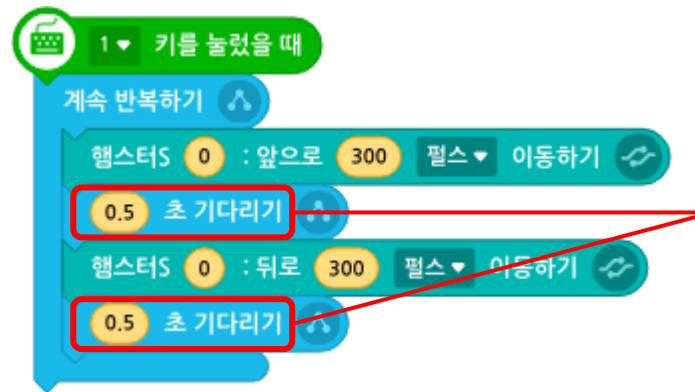 1 키를 눌렀을 때
계속 반복하기
햄스터S 0 : 앞으로 300 펄스 이동하기
0.5 초 기다리기
햄스터S 0 : 뒤로 300 펄스 이동하기
0.5 초 기다리기